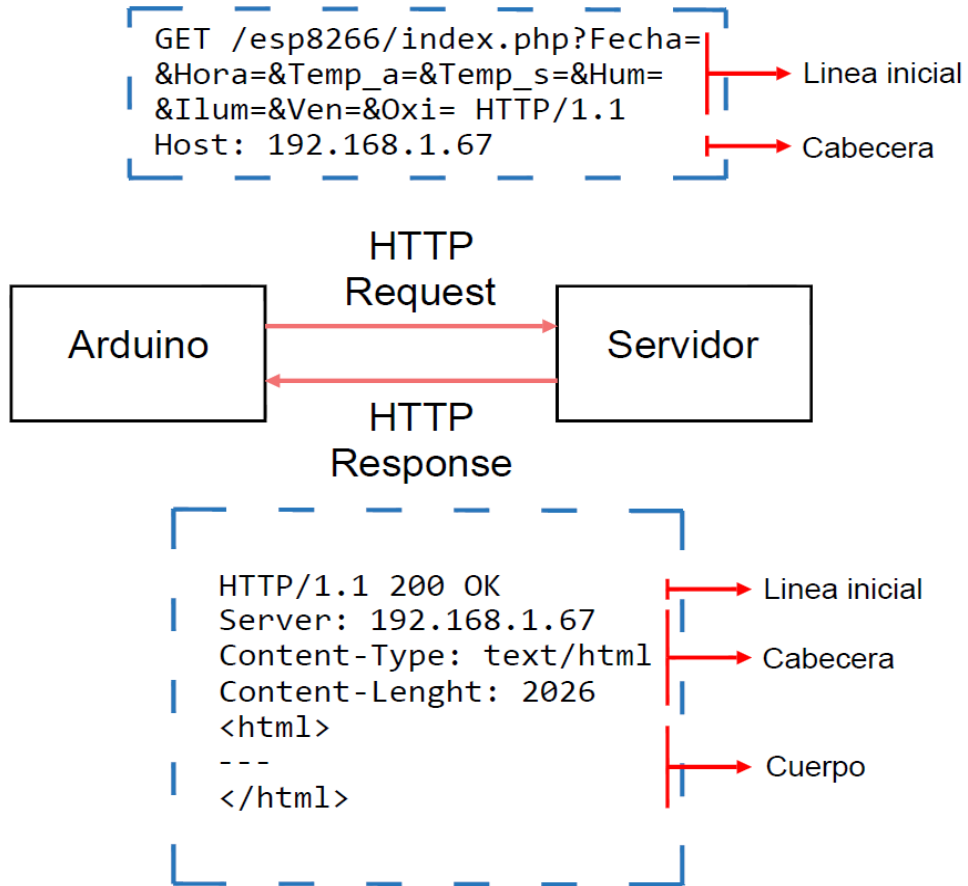 GET /esp8266/index.php?Fecha=
&Hora=&Temp_a=&Temp_s=&Hum=
&Ilum=&Ven=&Oxi= HTTP/1.1
Host: 192.168.1.67
Linea inicial
Cabecera
HTTP
Request
Arduino
Servidor
HTTP
Response
HTTP/1.1 200 OK
Server: 192.168.1.67
Content-Type: text/html
Content-Lenght: 2026
<html>
---
</html>
Linea inicial
Cabecera
Cuerpo